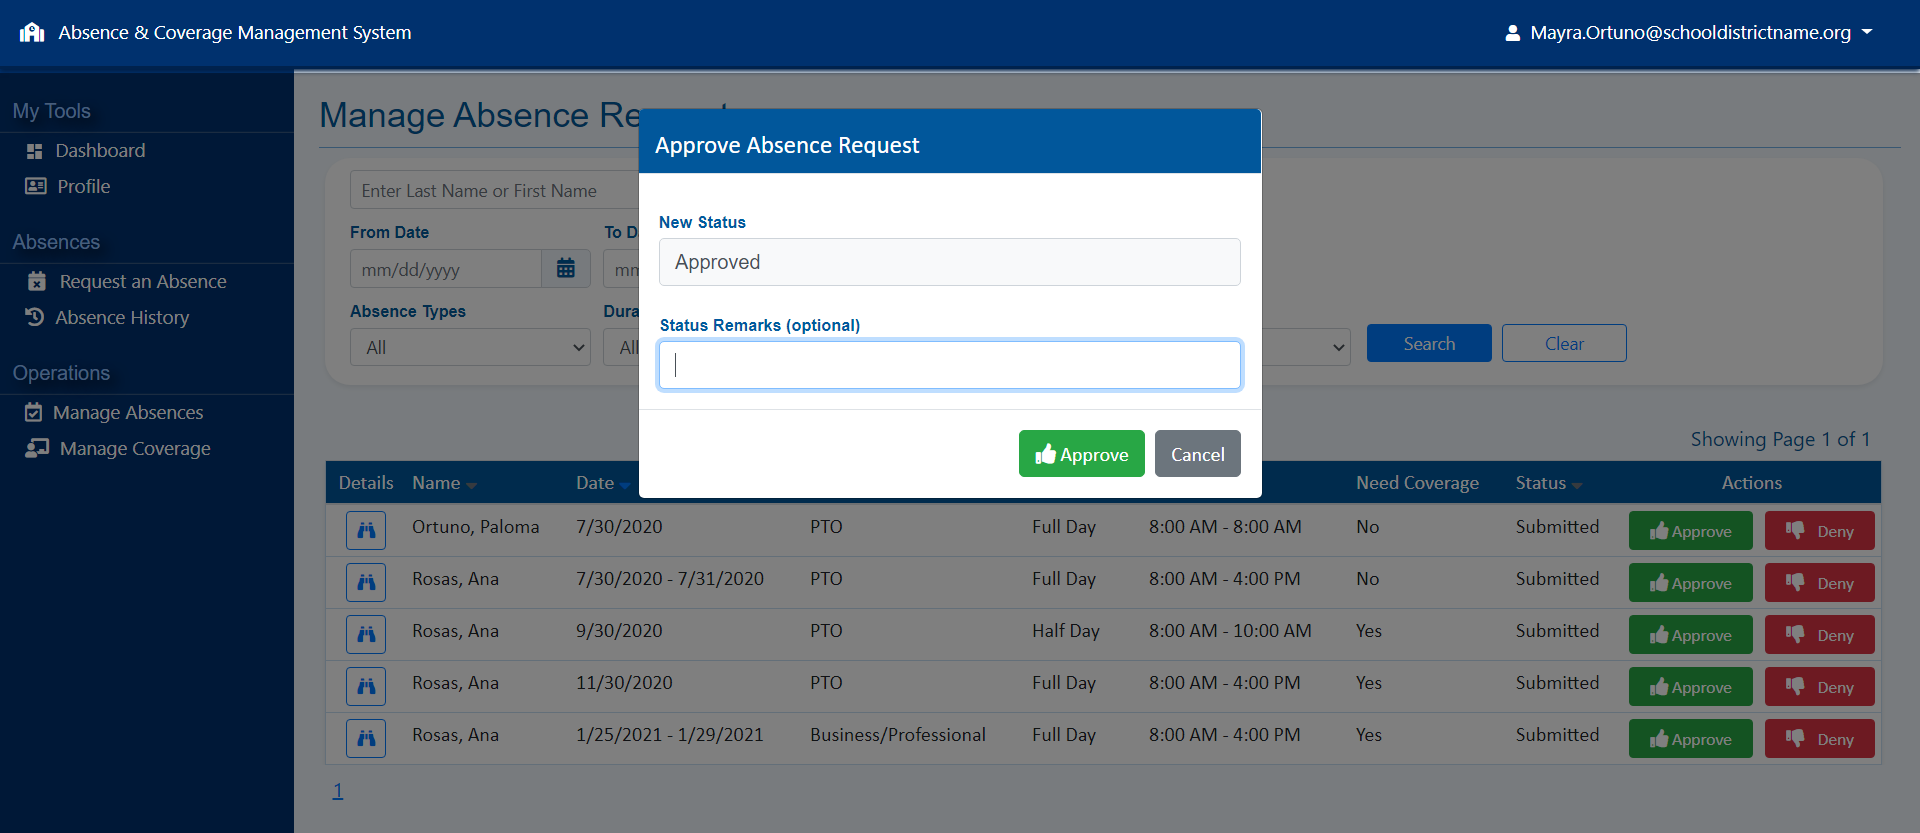 Absence & Coverage Management System
Mayra.Ortuno@schooldistrictname.org
My Tools
Dashboard
Profile
Absences
Request an Absence
Absence History
Operations
Manage Absences
Manage Coverage
Manage Absence Re
Enter Last Name or First Name
From Date
To D
mm/dd/yyyy
mm
Absence Types
Dura
All
All
Search
Clear
Approve Absence Request
New Status
Approved
Status Remarks (optional)
Approve
Cancel
Showing Page 1 of 1
Details Name Date Need Coverage Status Actions
Ortuno, Paloma 7/30/2020 PTO Full Day 8:00 AM - 8:00 AM No Submitted Approve Deny
Rosas, Ana 7/30/2020 - 7/31/2020 PTO Full Day 8:00 AM - 4:00 PM No Submitted Approve Deny
Rosas, Ana 9/30/2020 PTO Half Day 8:00 AM - 10:00 AM Yes Submitted Approve Deny
Rosas, Ana 11/30/2020 PTO Full Day 8:00 AM - 4:00 PM Yes Submitted Approve Deny
Rosas, Ana 1/25/2021 - 1/29/2021 Business/Professional Full Day 8:00 AM - 4:00 PM Yes Submitted Approve Deny
1